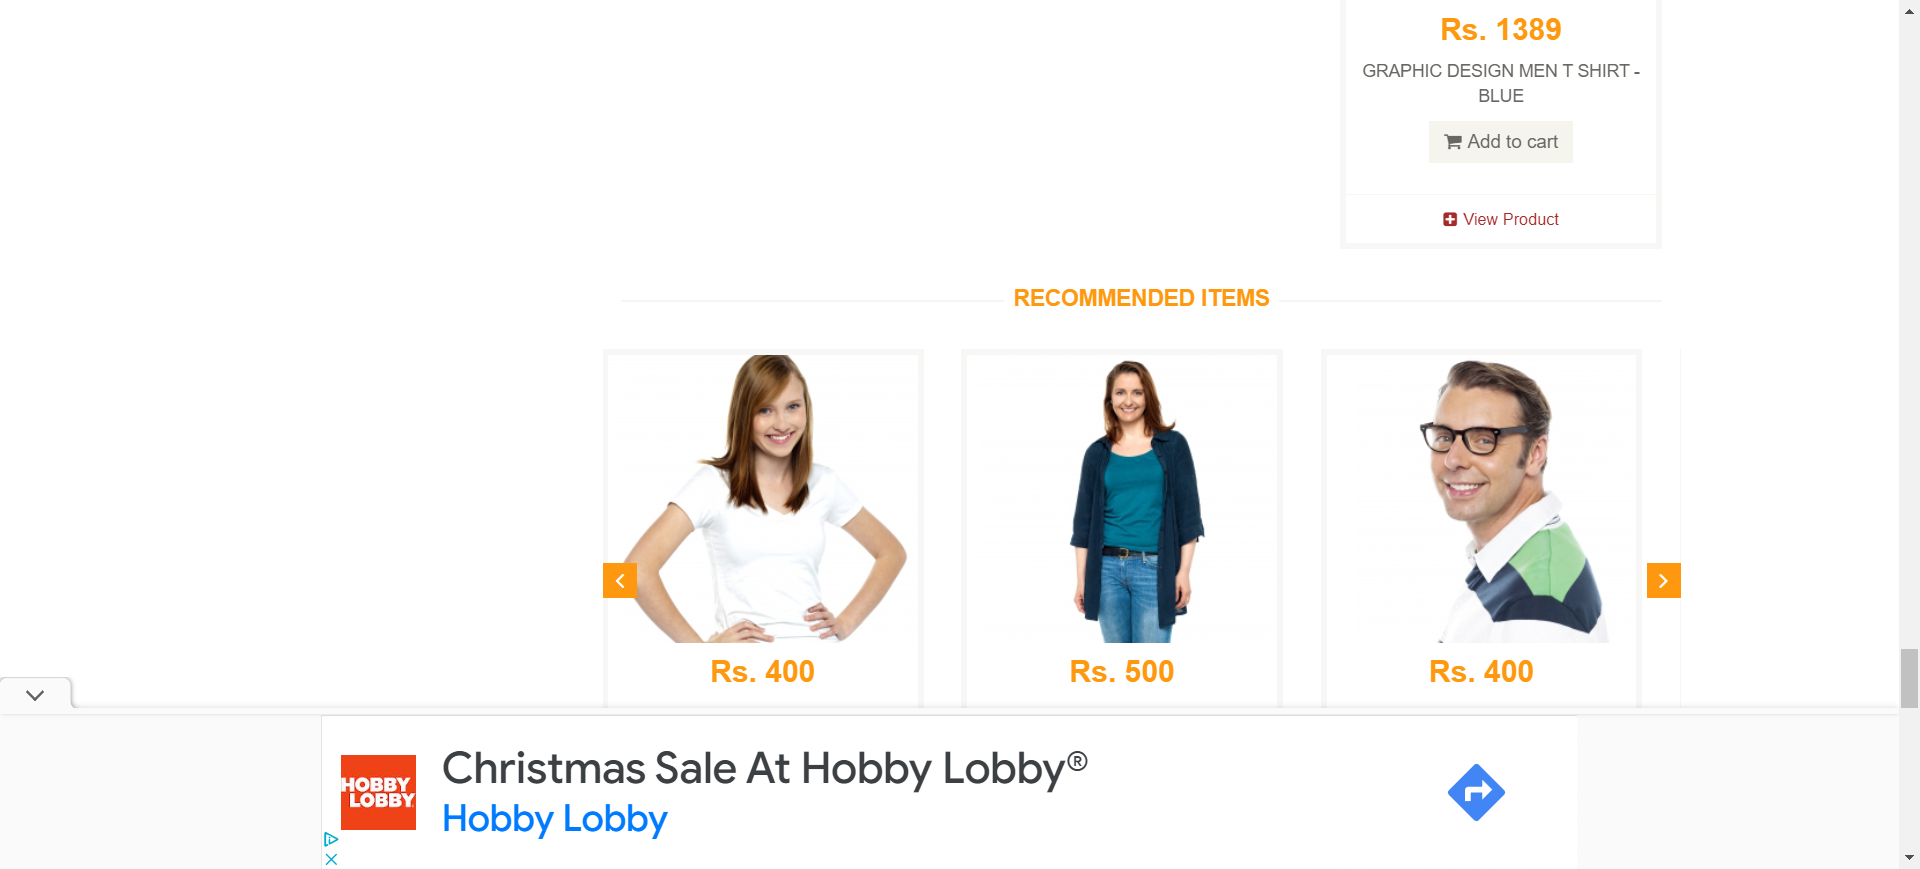 Rs. 1389
GRAPHIC DESIGN MEN T SHIRT -
BLUE
Add to cart
View Product
RECOMMENDED ITEMS
Rs. 400
Rs. 500
Rs. 400
HOBBY
LOBBY
Christmas Sale At Hobby Lobby®
Hobby Lobby